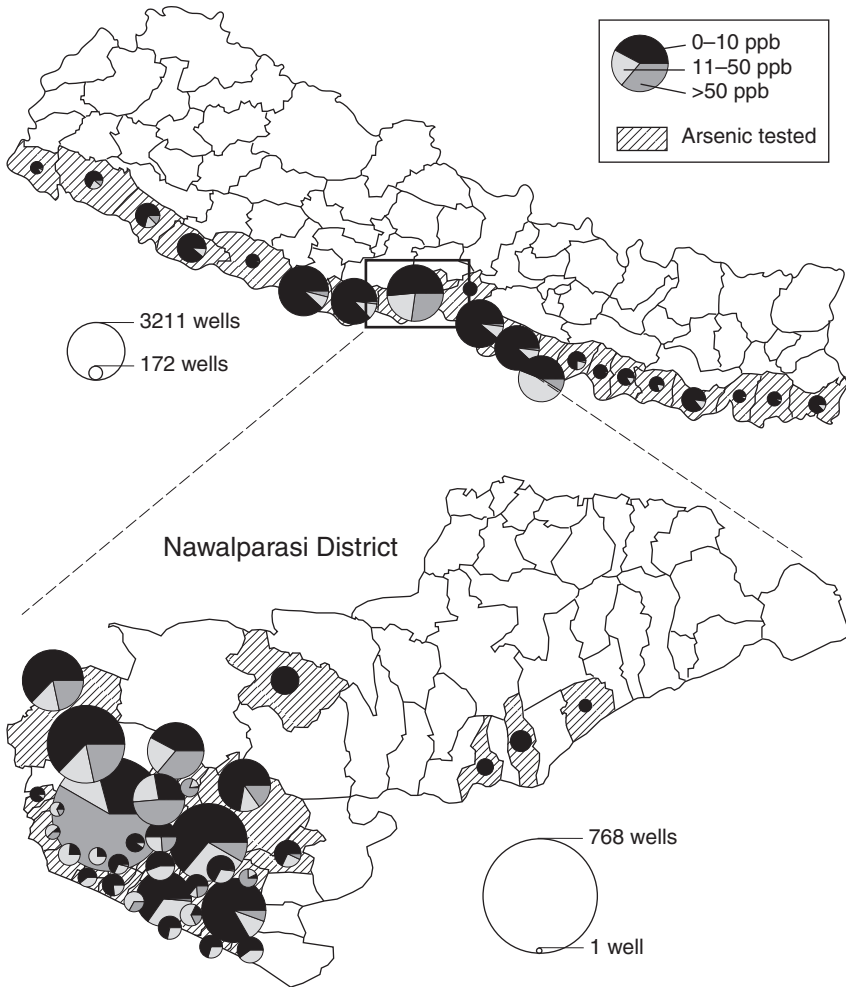 0–10 ppb
11–50 ppb
>50 ppb
Arsenic tested
3211 wells
172 wells
Nawalparasi District
768 wells
1 well